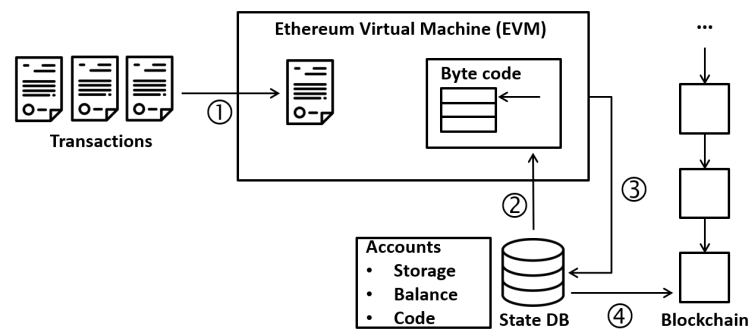 Ethereum Virtual Machine (EVM)
...
Byte code
①
Transactions
②
③
Accounts
• Storage
• Balance
• Code
State DB
④
Blockchain